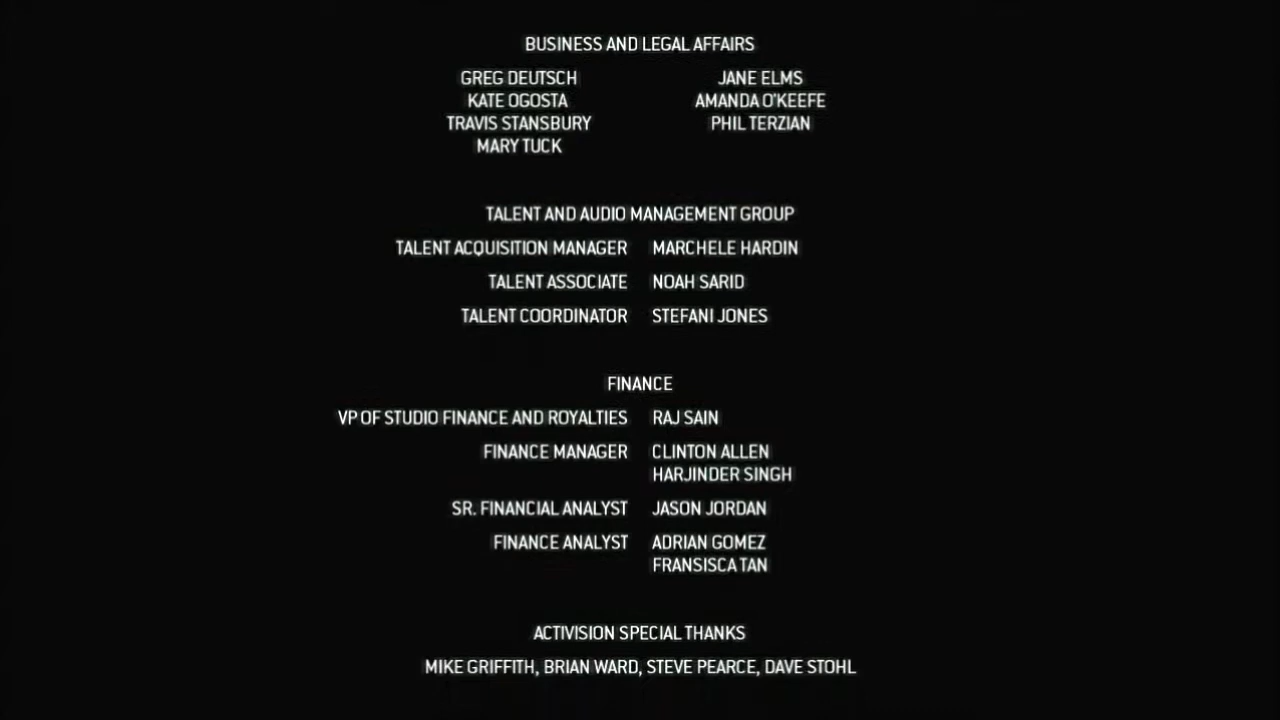 BUSINESS AND LEGAL AFFAIRS
GREG DEUTSCH JANE ELMS
KATE OGOSTA AMANDA O'KEEFE
TRAVIS STANSBURY PHIL TERZIAN
MARY TUCK
TALENT AND AUDIO MANAGEMENT GROUP
TALENT ACQUISITION MANAGER MARCHELE HARDIN
TALENT ASSOCIATE NOAH SARID
TALENT COORDINATOR STEFANI JONES
FINANCE
VP OF STUDIO FINANCE AND ROYALTIES RAJ SAIN
FINANCE MANAGER CLINTON ALLEN
HARJINDER SINGH
SR. FINANCIAL ANALYST JASON JORDAN
FINANCE ANALYST ADRIAN GOMEZ
FRANSISCA TAN
ACTIVISION SPECIAL THANKS
MIKE GRIFFITH, BRIAN WARD, STEVE PEARCE, DAVE STOHL